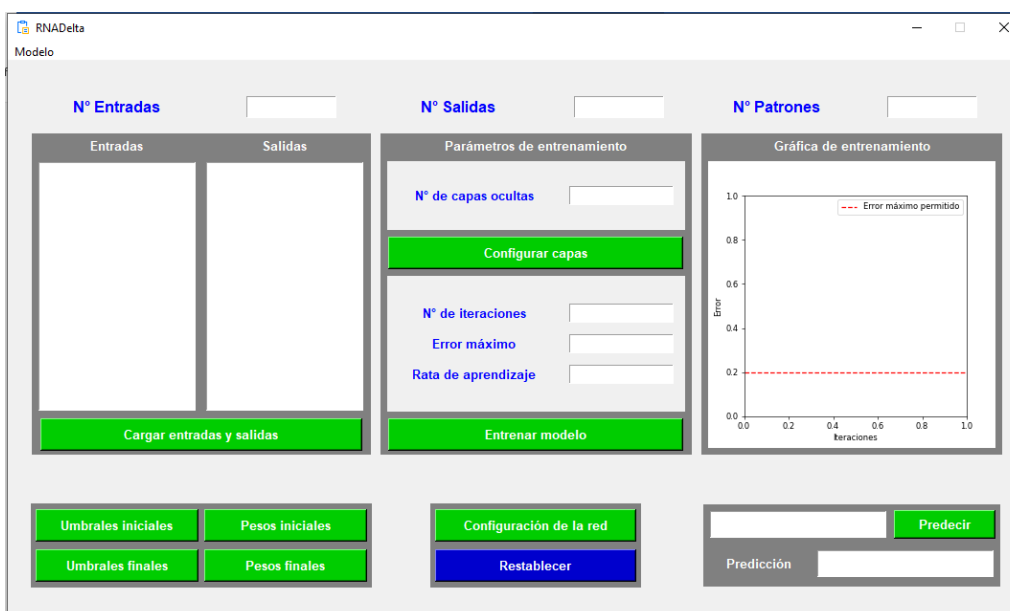 RNADelta
Modelo
N° Entradas
N° Salidas
N° Patrones
Entradas
Salidas
Parámetros de entrenamiento
Gráfica de entrenamiento
N° de capas ocultas
Configurar capas
N° de iteraciones
Error máximo
Rata de aprendizaje
Cargar entradas y salidas
Entrenar modelo
Error máximo permitido
1.0
0.8
0.6
0.4
0.2
0.0
Error
0.0 0.2 0.4 0.6 0.8 1.0
Iteraciones
Umbrales iniciales
Pesos iniciales
Umbrales finales
Pesos finales
Configuración de la red
Restablecer
Predecir
Predicción